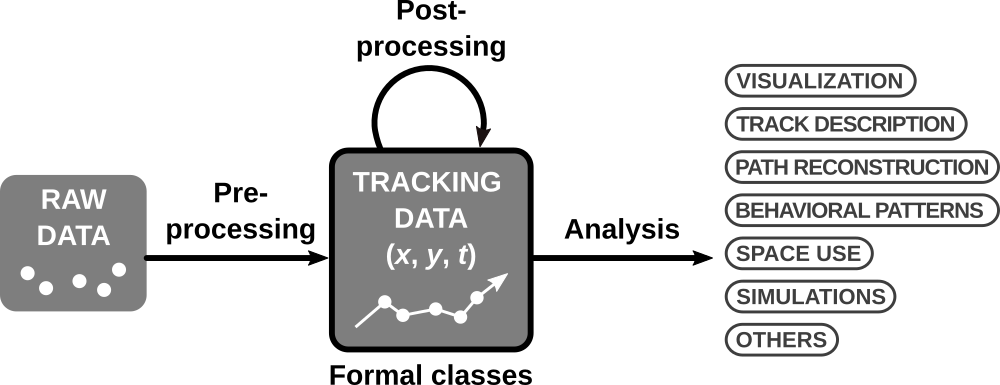 Post-
processing
RAW
DATA
Pre-
processing
TRACKING
DATA
(x, y, t)
Formal classes
Analysis
VISUALIZATION
TRACK DESCRIPTION
PATH RECONSTRUCTION
BEHAVIORAL PATTERNS
SPACE USE
SIMULATIONS
OTHERS